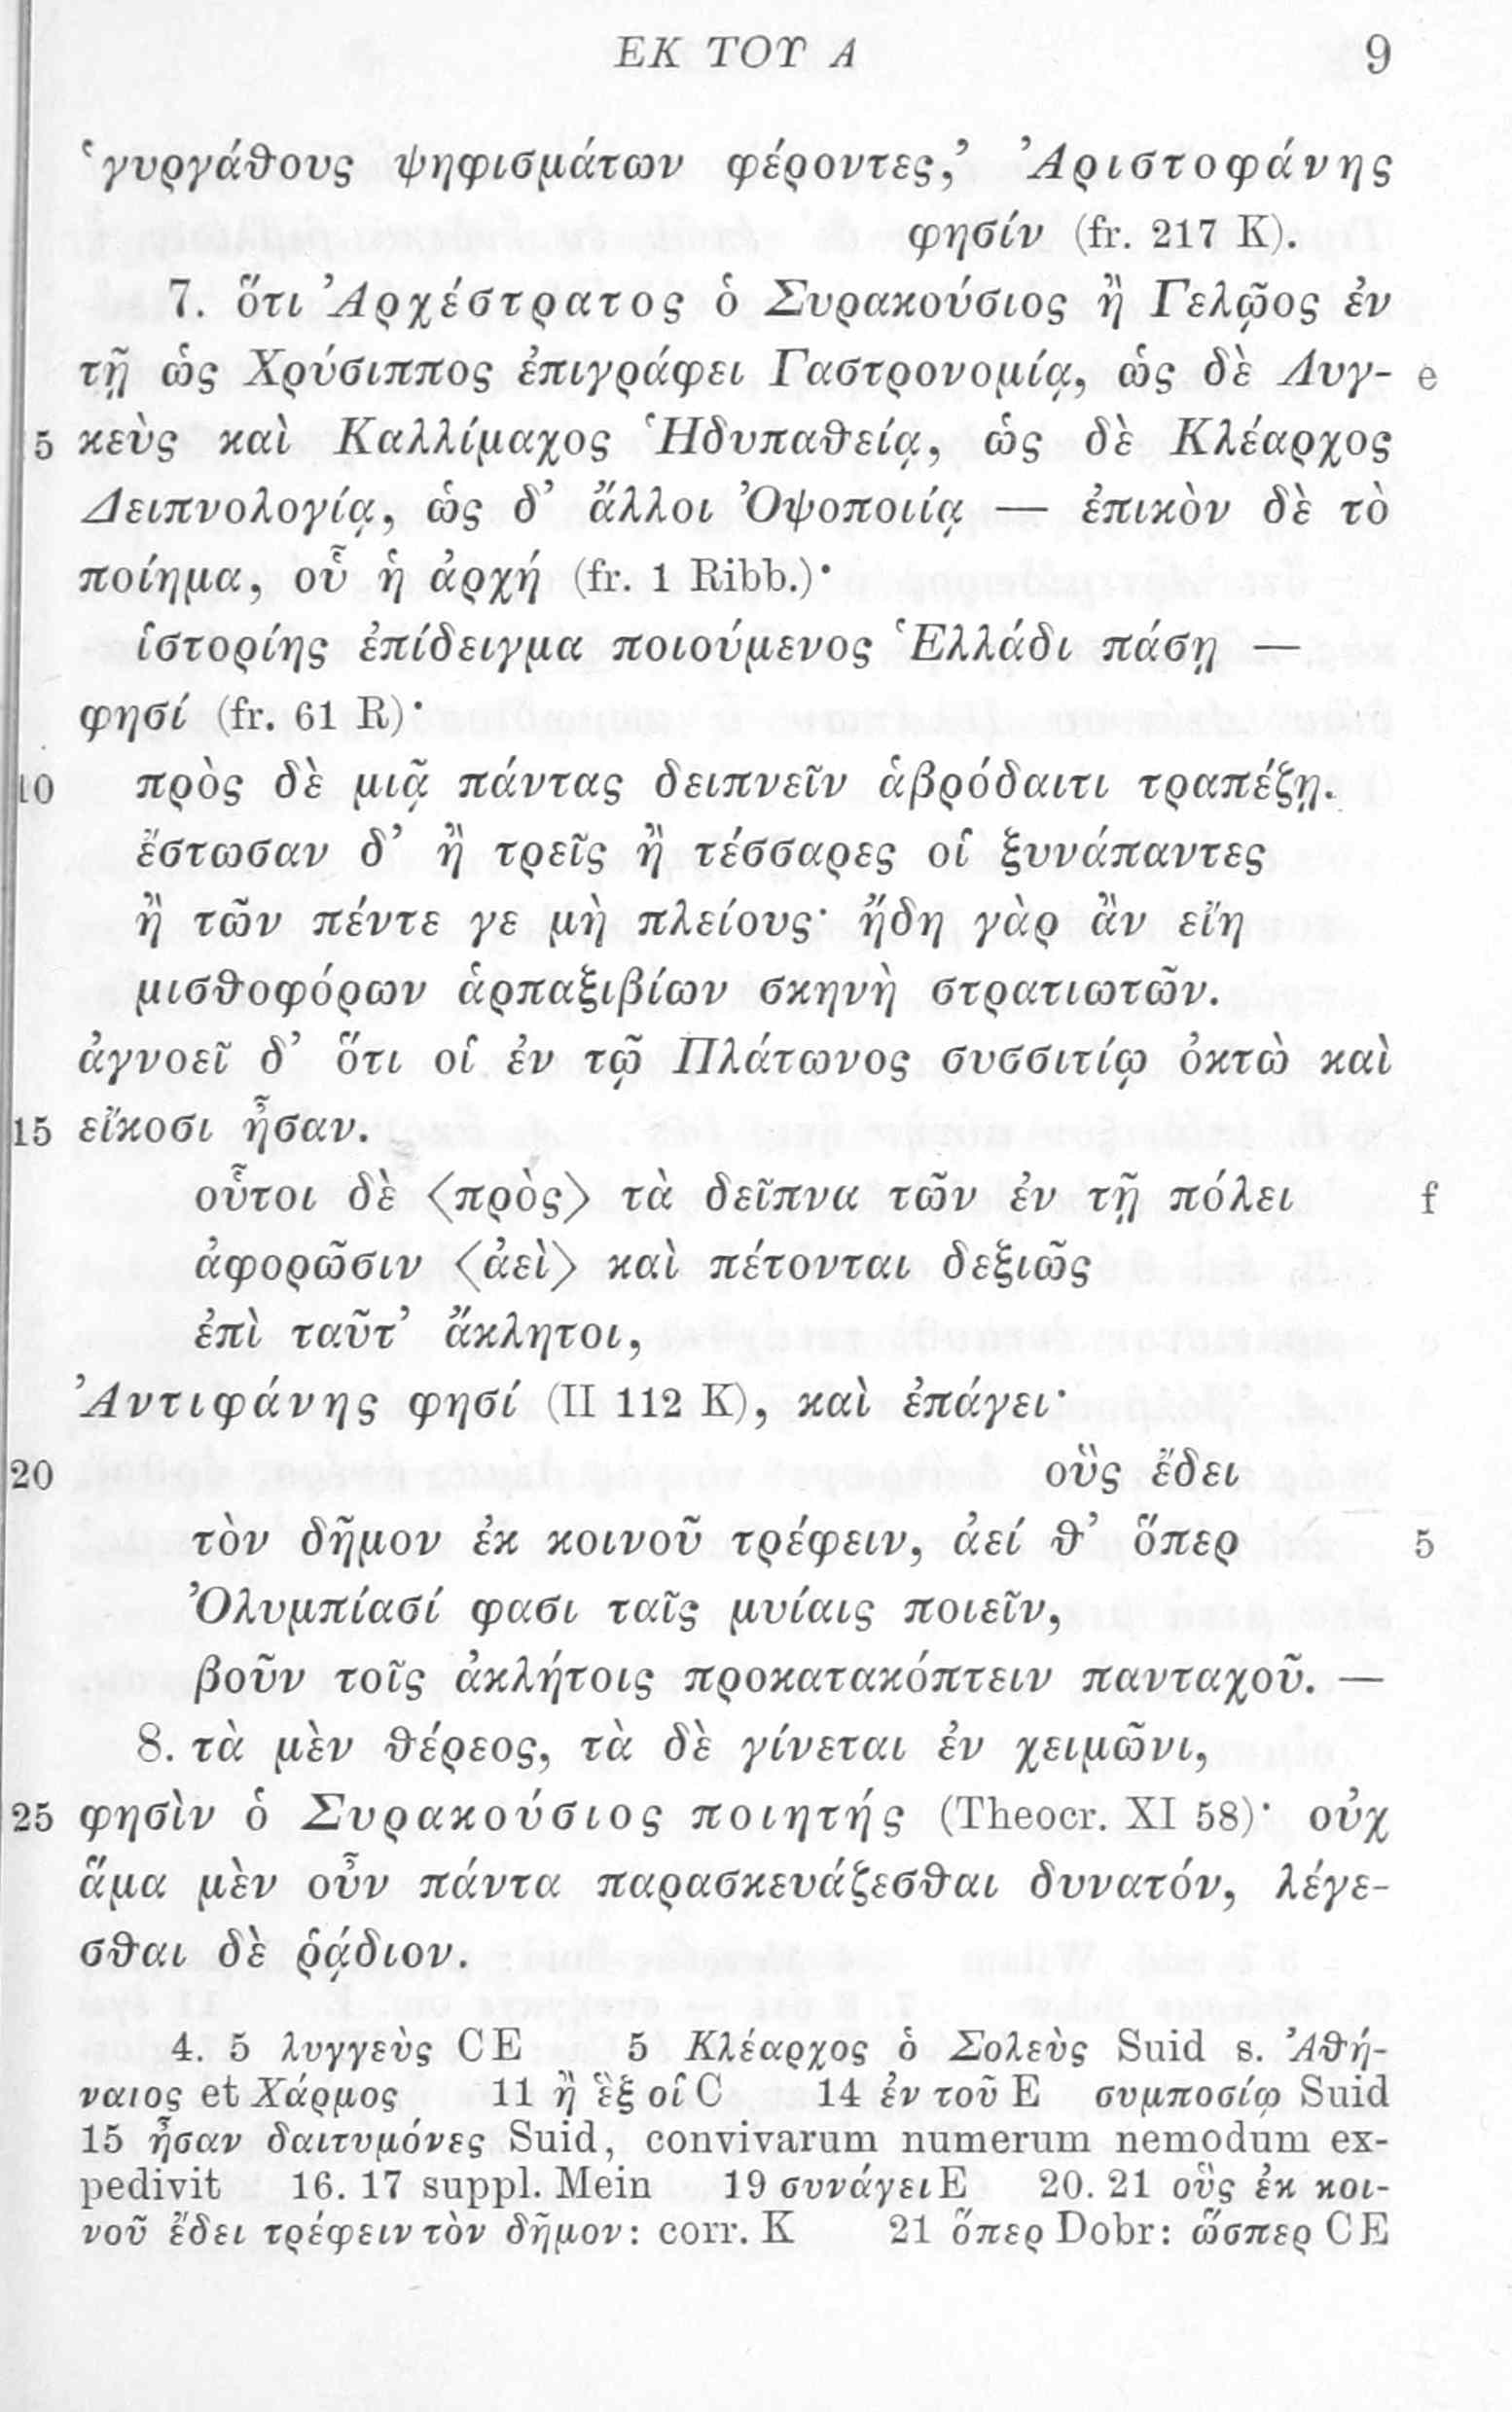 ΕΚ ΤΟΥ Α 9
‘γυργάθους ψηφισμάτων φέροντες,’ Ἀριστοφάνης
φησίν (fr. 217 K).
7. ὅτι Ἀρχέστρατος ὁ Συρακούσιος ἢ Γελῷος ἐν
τῇ ὡς Χρύσιππος ἐπιγράφει Γαστρονομίᾳ, ὡς δὲ Λυγ- e
5 κεὺς καὶ Καλλίμαχος Ἡδυπαθείᾳ, ὡς δὲ Κλέαρχος
Δειπνολογίᾳ, ὡς δ’ ἄλλοι Ὀψοποιίᾳ — ἐπικὸν δὲ τὸ
ποίημα, οὗ ἡ ἀρχή (fr. 1 Ribb.)·
ἱστορίης ἐπίδειγμα ποιούμενος Ἑλλάδι πάσῃ —
φησί (fr. 61 R)·
10 πρὸς δὲ μιᾷ πάντας δειπνεῖν ἁβρόδαιτι τραπέζῃ.
ἔστωσαν δ’ ἢ τρεῖς ἢ τέσσαρες οἱ ξυνάπαντες
ἢ τῶν πέντε γε μὴ πλείους· ἤδη γὰρ ἂν εἴη
μισθοφόρων ἁρπαξιβίων σκηνὴ στρατιωτῶν.
ἀγνοεῖ δ’ ὅτι οἱ ἐν τῷ Πλάτωνος συσσιτίῳ ὀκτὼ καὶ
15 εἴκοσι ἦσαν.
οὗτοι δὲ ⟨πρὸς⟩ τὰ δεῖπνα τῶν ἐν τῇ πόλει f
ἀφορῶσιν ⟨ἀεὶ⟩ καὶ πέτονται δεξιῶς
ἐπὶ ταῦτ’ ἄκλητοι,
Ἀντιφάνης φησί (II 112 K), καὶ ἐπάγει·
20 οὓς ἔδει
τὸν δῆμον ἐκ κοινοῦ τρέφειν, ἀεί θ’ ὅπερ 5
Ὀλυμπίασί φασι ταῖς μυίαις ποιεῖν,
βοῦν τοῖς ἀκλήτοις προκατακόπτειν πανταχοῦ. —
8. τὰ μὲν θέρεος, τὰ δὲ γίνεται ἐν χειμῶνι,
25 φησὶν ὁ Συρακούσιος ποιητής (Theocr. XI 58)· οὐχ
ἅμα μὲν οὖν πάντα παρασκευάζεσθαι δυνατόν, λέγε-
σθαι δὲ ῥᾴδιον.
4. 5 λυγγεὺς CE 5 Κλέαρχος ὁ Σολεὺς Suid s. Ἀθή-
ναιος et Χάρμος 11 ἢ ἓξ οἱ C 14 ἐν τοῦ E συμποσίῳ Suid
15 ἦσαν δαιτυμόνες Suid, convivarum numerum nemodum ex-
pedivit 16. 17 suppl. Mein 19 συνάγει E 20. 21 οὓς ἐκ κοι-
νοῦ ἔδει τρέφειν τὸν δῆμον: corr. K 21 ὅπερ Dobr: ὥσπερ CE